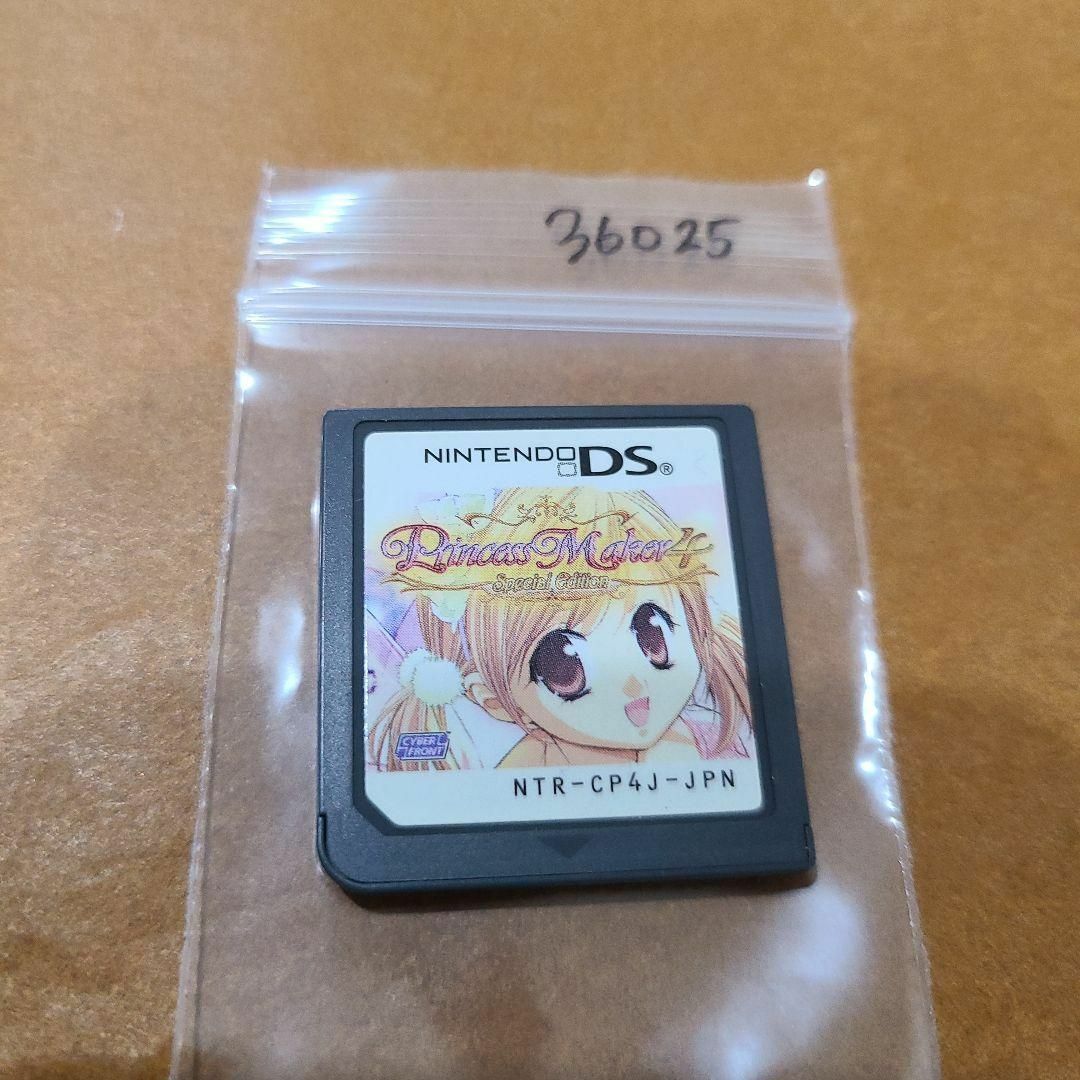 36025
NINTENDO DS®
Princess Maker 4
Special Edition
CYBER
FRONT
NTR-CP4J-JPN